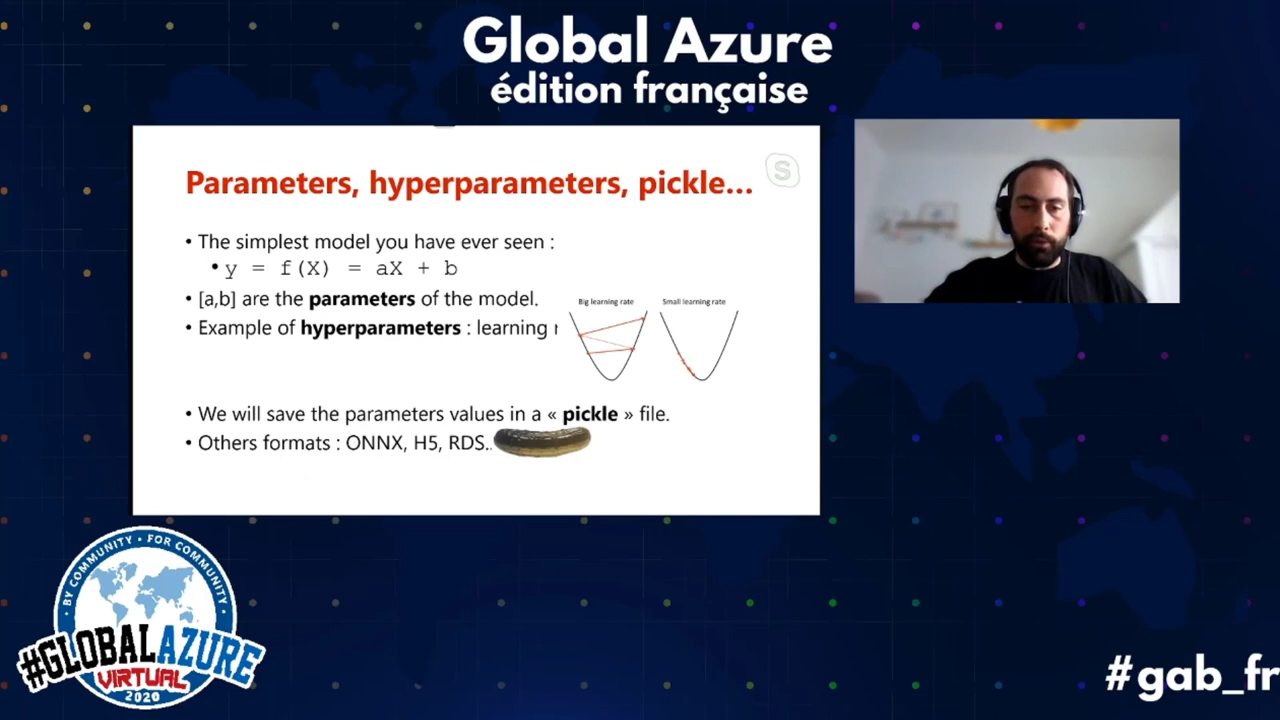 Global Azure
édition française
Parameters, hyperparameters, pickle...
S
• The simplest model you have ever seen :
• y = f(X) = aX + b
• [a,b] are the parameters of the model.
• Example of hyperparameters : learning
Big learning rate
Small learning rate
• We will save the parameters values in a « pickle » file.
• Others formats : ONNX, H5, RDS..
BY COMMUNITY • FOR COMMUNITY
#GLOBALAZURE
VIRTUAL
2020
#gab_fr